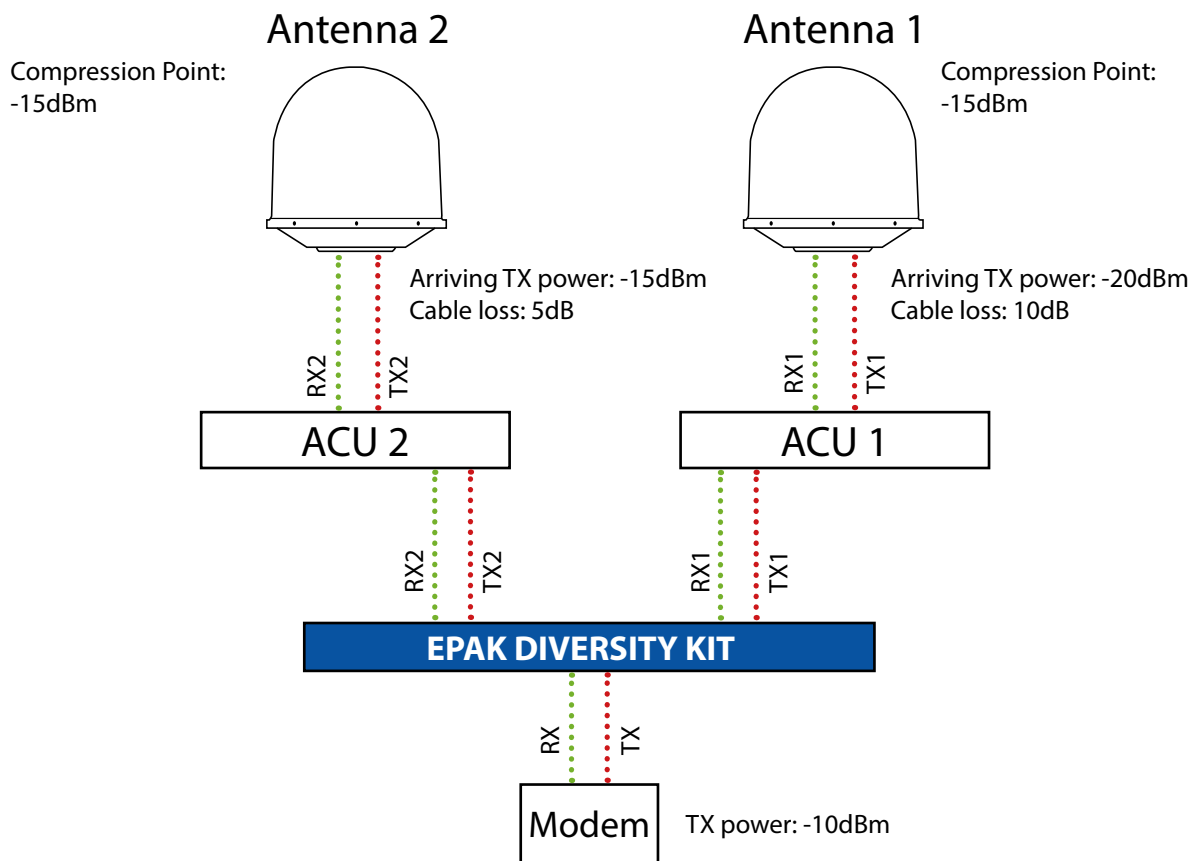 Antenna 2
Antenna 1
Compression Point:
-15dBm
Compression Point:
-15dBm
Arriving TX power: -15dBm
Cable loss: 5dB
Arriving TX power: -20dBm
Cable loss: 10dB
RX2
TX2
RX1
TX1
ACU 2
ACU 1
RX2
TX2
RX1
TX1
EPAK DIVERSITY KIT
RX
TX
Modem
TX power: -10dBm